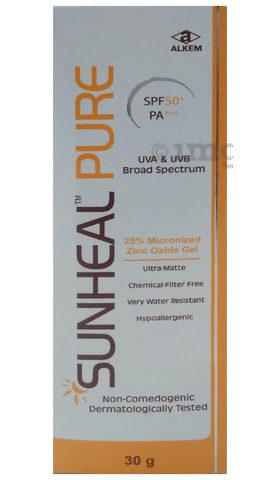 ALKEM
SPF50+
PA+++
SUNHEAL™ PURE
UVA & UVB
Broad Spectrum
25% Micronized
Zinc Oxide Gel
Ultra-Matte
Chemical-Filter Free
Very Water Resistant
Hypoallergenic
Non-Comedogenic
Dermatologically Tested
30 g